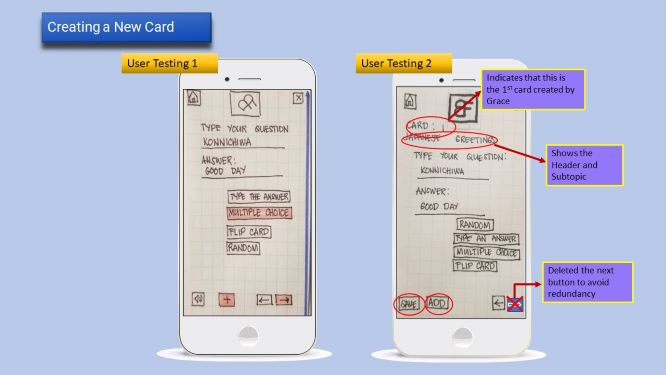 Creating a New Card
User Testing 1
TYPE YOUR QUESTION
KONNICHIWA
ANSWER:
GOOD DAY
TYPE THE ANSWER
MULTIPLE CHOICE
FLIP CARD
RANDOM
User Testing 2
Indicates that this is
the 1ST card created by
Grace
CARD: 1
JAPANESE GREETINGS
Shows the
Header and
Subtopic
TYPE YOUR QUESTION:
KONNICHIWA
ANSWER:
GOOD DAY
RANDOM
TYPE AN ANSWER
MULTIPLE CHOICE
FLIP CARD
SAVE
ADD
Deleted the next
button to avoid
redundancy